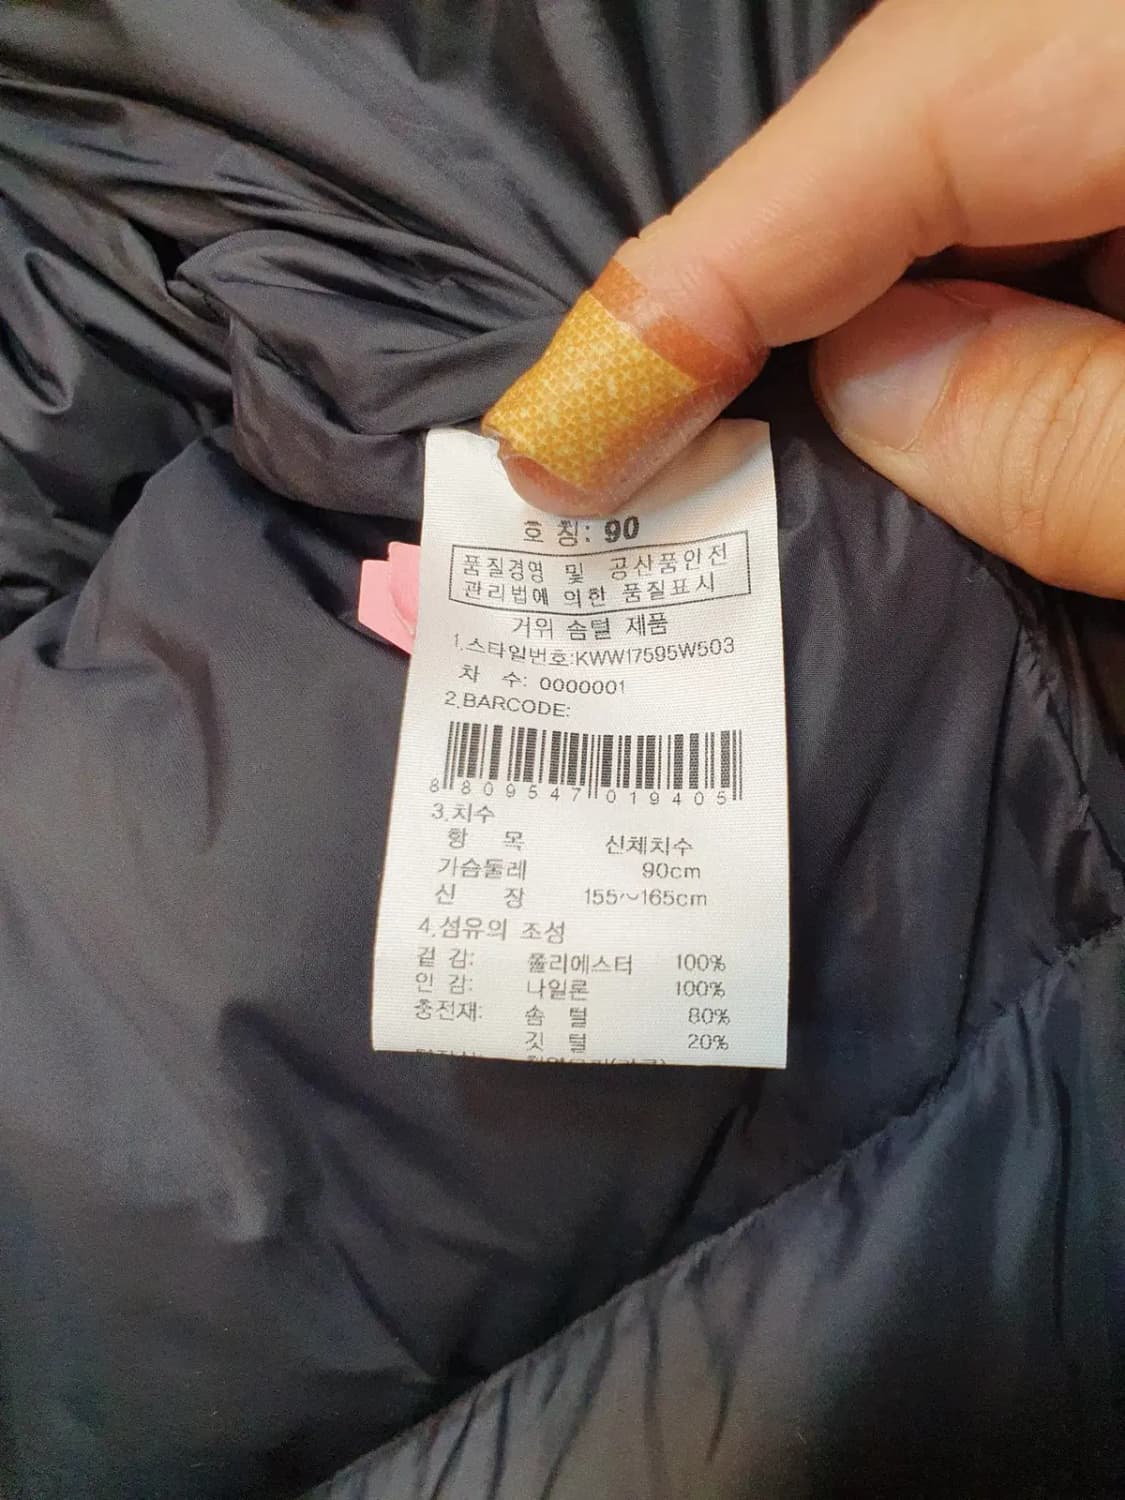 호 칭: 90
품질경영 및 공산품안전
관리법에 의한 품질표시
거위 솜털 제품
1.스타일번호:KWW17595W503
차 수: 0000001
2.BARCODE:
8 809547 019405
3.치수
항 목 신체치수
가슴둘레 90cm
신 장 155~165cm
4.섬유의 조성
겉 감: 폴리에스터 100%
안 감: 나일론 100%
충전재: 솜 털 80%
깃 털 20%